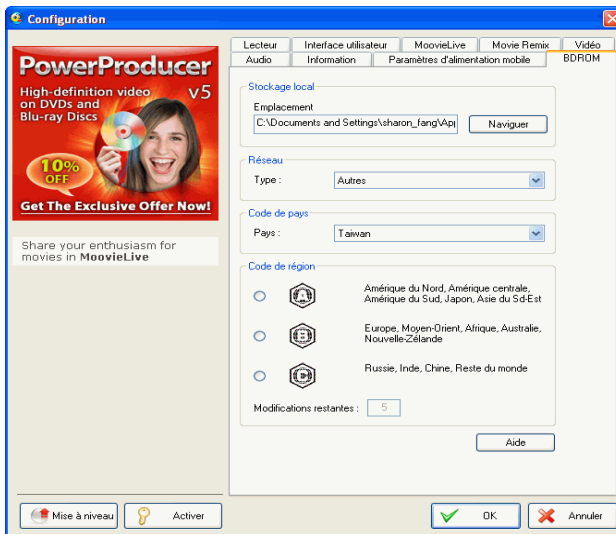 Configuration
PowerProducer
v5
High-definition video
on DVDs and
Blu-ray Discs
10%
OFF
Get The Exclusive Offer Now!
Share your enthusiasm for
movies in MoovieLive
Lecteur
Interface utilisateur
MoovieLive
Movie Remix
Vidéo
Audio
Information
Paramètres d'alimentation mobile
BDROM
Stockage local
Emplacement
C:\Documents and Settings\sharon_fang\App
Naviguer
Réseau
Type :
Autres
Code de pays
Pays :
Taiwan
Code de région
Amérique du Nord, Amérique centrale,
Amérique du Sud, Japon, Asie du Sd-Est
Europe, Moyen-Orient, Afrique, Australie,
Nouvelle-Zélande
Russie, Inde, Chine, Reste du monde
Modifications restantes :
5
Aide
Mise à niveau
Activer
OK
Annuler